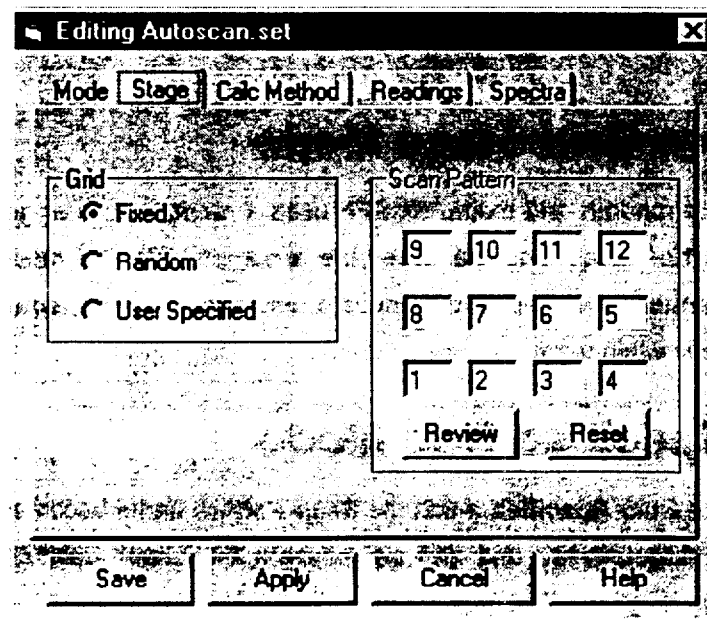 Editing Autoscan.set
Mode Stage Calc Method Readings Spectra
Grid
Fixed
Random
User Specified
Scan Pattern
9 10 11 12
8 7 6 5
1 2 3 4
Review Reset
Save Apply Cancel Help